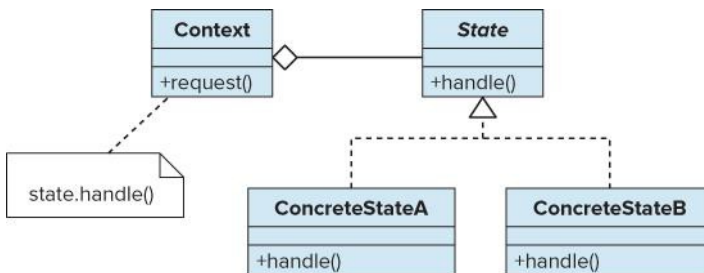 Context
State
+request()
+handle()
state.handle()
ConcreteStateA
ConcreteStateB
+handle()
+handle()